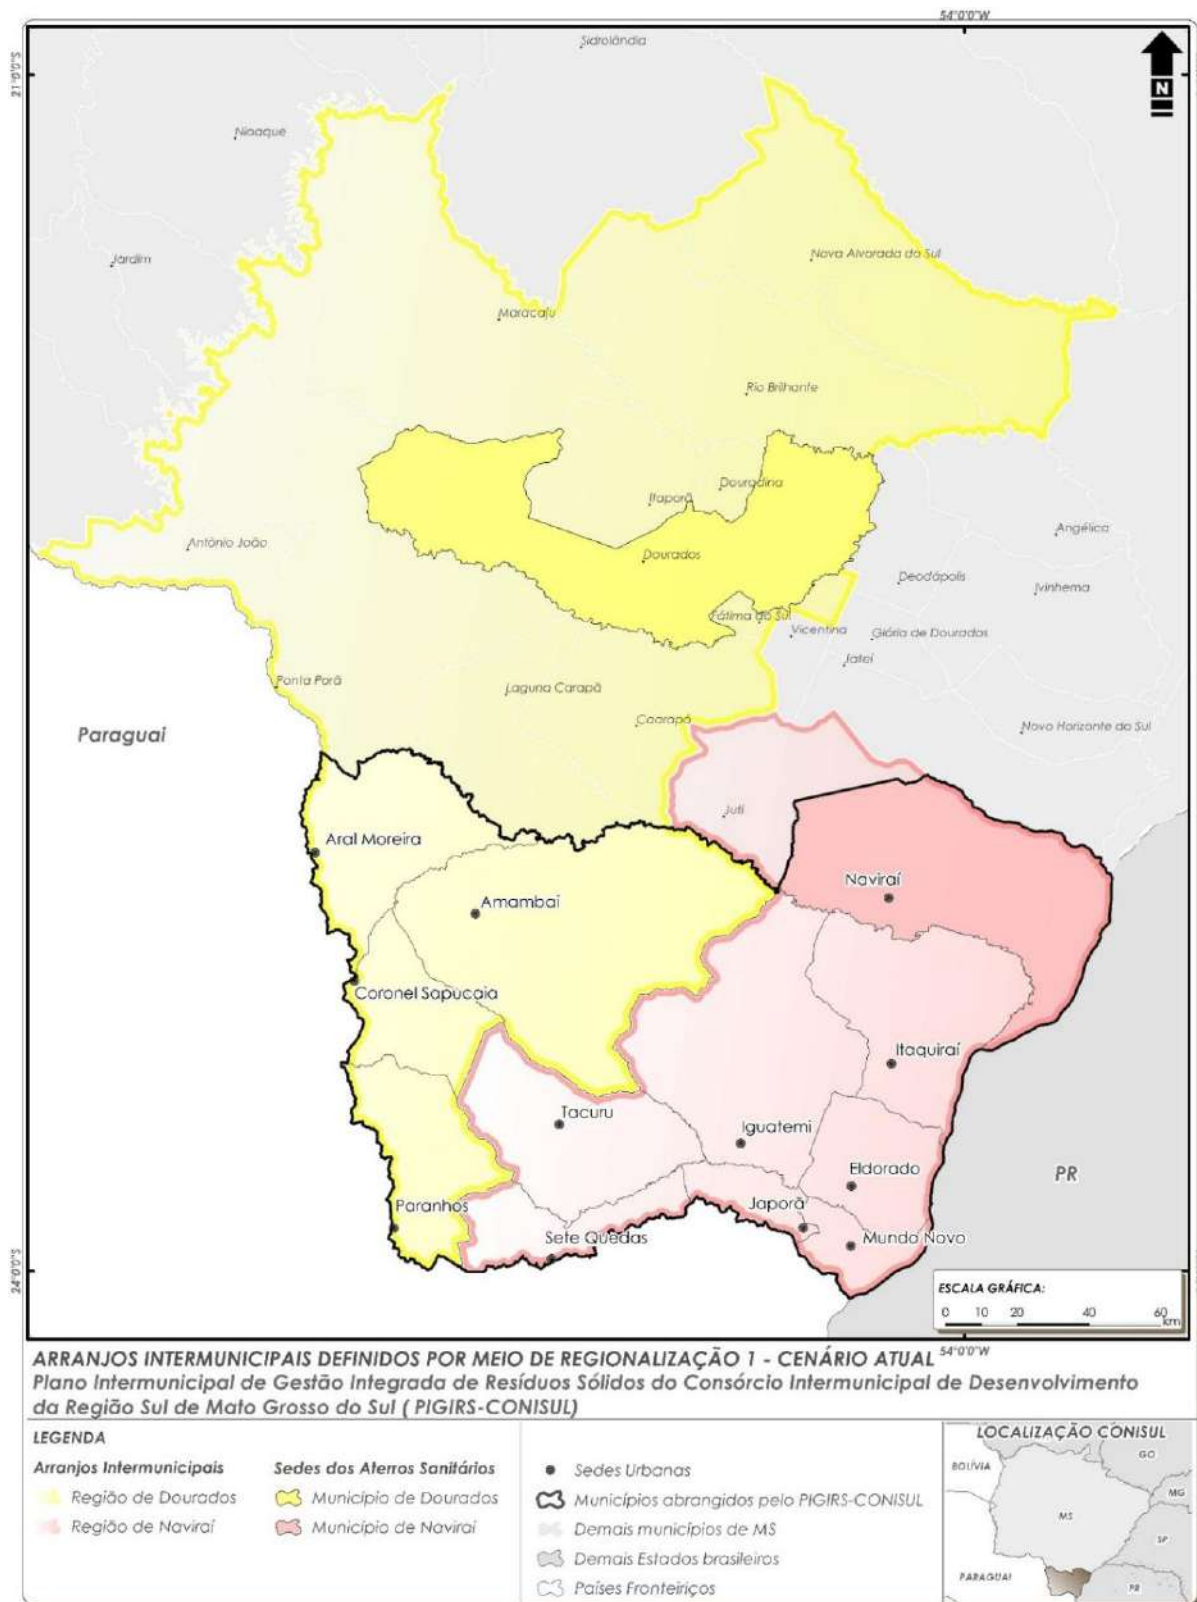 54°0'0"W
21°0'0"S
Sidrolândia
N
Nioaque
Jardim
Nova Alvorada do Sul
Maracaju
Rio Brilhante
Douradina
Itaporã
Angélica
Antônio João
Dourados
Deodápolis
Ivinhema
Fátima do Sul
Vicentina
Glória de Dourados
Jateí
Ponta Porã
Laguna Carapã
Caarapó
Novo Horizonte do Sul
Paraguai
Juti
Aral Moreira
Naviraí
Amambai
Coronel Sapucaia
Itaquiraí
Tacuru
Iguatemi
Eldorado
PR
Paranhos
Japorã
Sete Quedas
Mundo Novo
24°0'0"S
ESCALA GRÁFICA:
0 10 20 40 60
km
54°0'0"W
ARRANJOS INTERMUNICIPAIS DEFINIDOS POR MEIO DE REGIONALIZAÇÃO 1 - CENÁRIO ATUAL
Plano Intermunicipal de Gestão Integrada de Resíduos Sólidos do Consórcio Intermunicipal de Desenvolvimento
da Região Sul de Mato Grosso do Sul ( PIGIRS-CONISUL)
LEGENDA
Arranjos Intermunicipais
Região de Dourados
Região de Naviraí
Sedes dos Aterros Sanitários
Município de Dourados
Município de Naviraí
Sedes Urbanas
Municípios abrangidos pelo PIGIRS-CONISUL
Demais municípios de MS
Demais Estados brasileiros
Países Fronteiriços
LOCALIZAÇÃO CONISUL
BOLÍVIA
GO
MG
MS
SP
PARAGUAI
PR